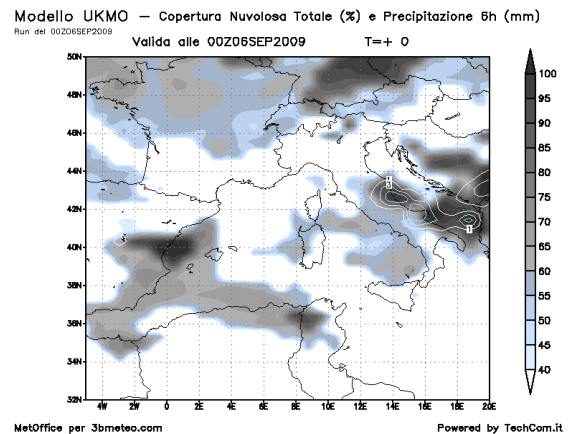 Modello UKMO – Copertura Nuvolosa Totale (%) e Precipitazione 6h (mm)
Run del 00Z06SEP2009
Valida alle 00Z06SEP2009 T=+ 0
50N
48N
46N
44N
42N
40N
38N
36N
34N
32N
4W 2W 0 2E 4E 6E 8E 10E 12E 14E 16E 18E 20E
100
95
90
85
80
75
70
65
60
55
50
45
40
1
1
MetOffice per 3bmeteo.com Powered by TechCom.it